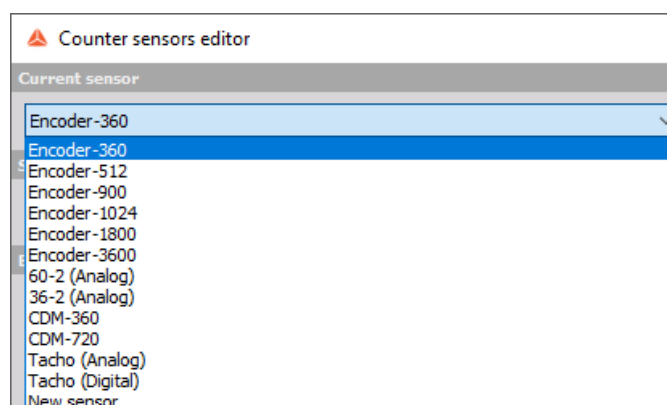 Counter sensors editor
Current sensor
Encoder-360
Encoder-360
Encoder-512
Encoder-900
Encoder-1024
Encoder-1800
Encoder-3600
60-2 (Analog)
36-2 (Analog)
CDM-360
CDM-720
Tacho (Analog)
Tacho (Digital)
New sensor